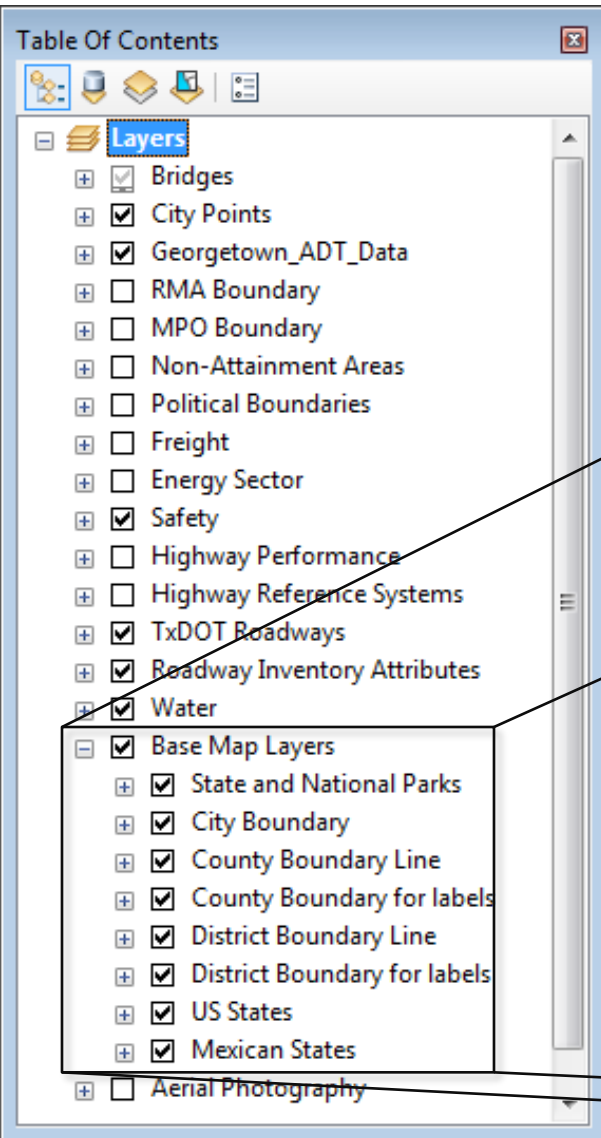 Table Of Contents
Layers
Bridges
City Points
Georgetown_ADT_Data
RMA Boundary
MPO Boundary
Non-Attainment Areas
Political Boundaries
Freight
Energy Sector
Safety
Highway Performance
Highway Reference Systems
TxDOT Roadways
Roadway Inventory Attributes
Water
Base Map Layers
State and National Parks
City Boundary
County Boundary Line
County Boundary for labels
District Boundary Line
District Boundary for labels
US States
Mexican States
Aerial Photography